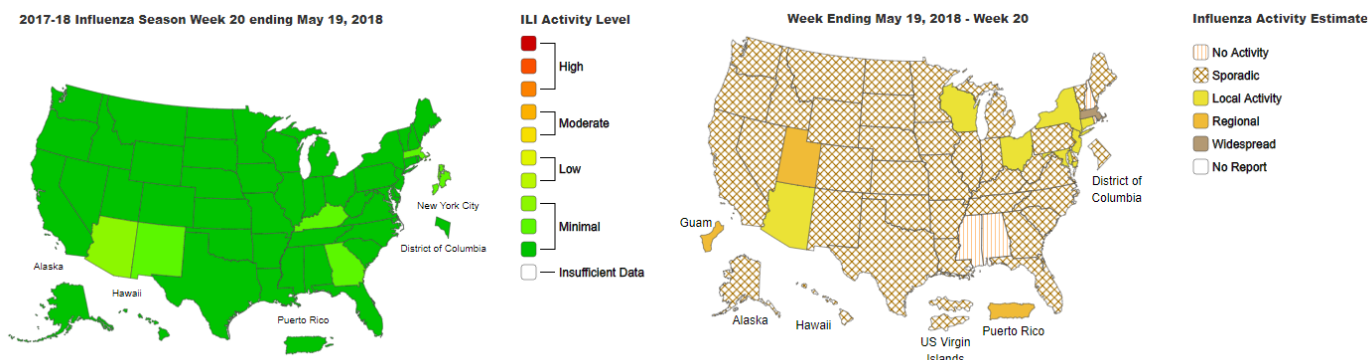 2017-18 Influenza Season Week 20 ending May 19, 2018
ILI Activity Level
High
Moderate
Low
Minimal
Insufficient Data
New York City
District of Columbia
Alaska
Hawaii
Puerto Rico
Week Ending May 19, 2018 - Week 20
Influenza Activity Estimate
No Activity
Sporadic
Local Activity
Regional
Widespread
No Report
District of
Columbia
Guam
Alaska
Hawaii
US Virgin
Islands
Puerto Rico